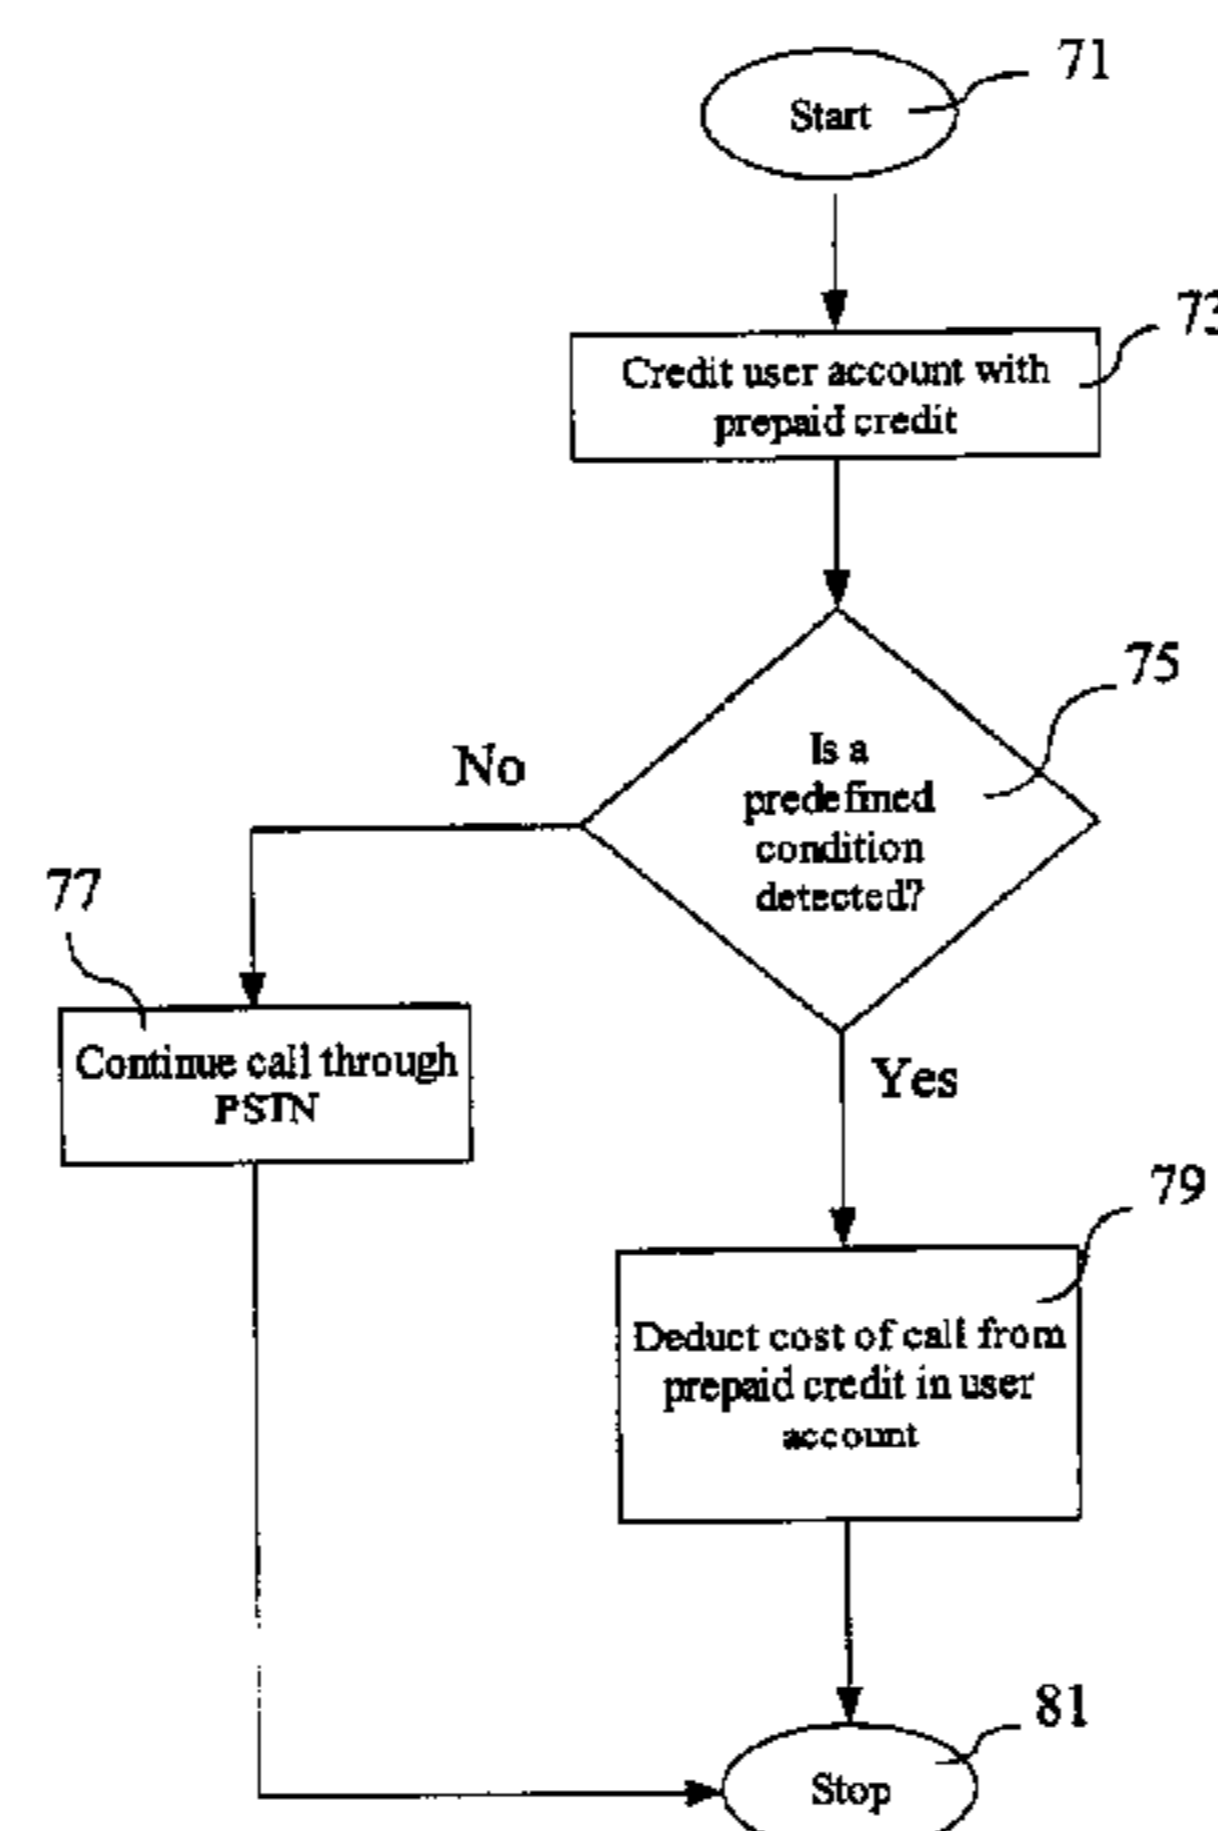 71
Start
73
Credit user account with
prepaid credit
75
Is a
predefined
condition
detected?
No
77
Continue call through
PSTN
Yes
79
Deduct cost of call from
prepaid credit in user
account
81
Stop